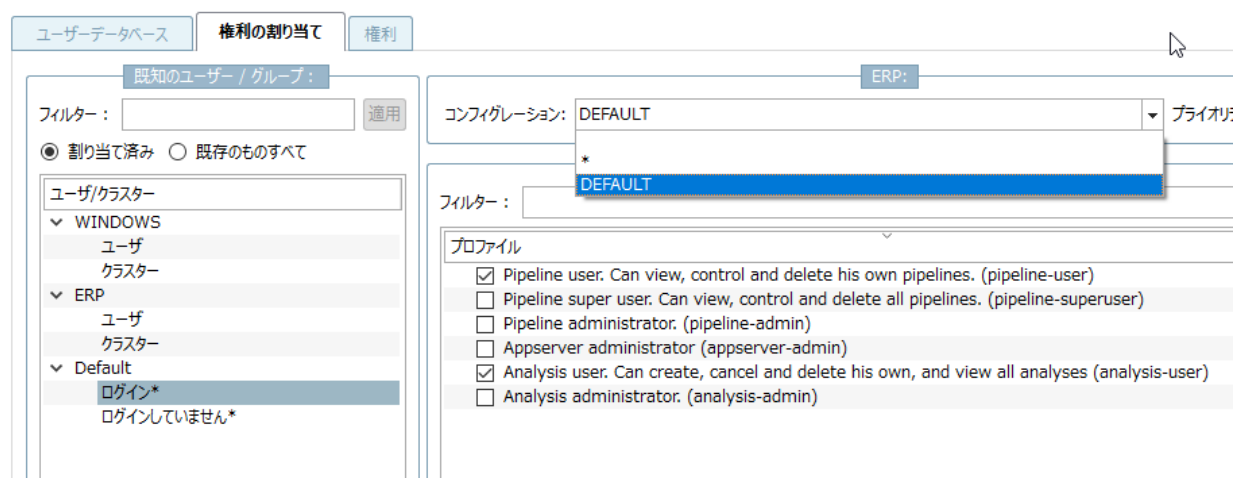 ユーザーデータベース
権利の割り当て
権利
既知のユーザー / グループ :
フィルター :
適用
割り当て済み
既存のものすべて
ユーザ/クラスター
WINDOWS
ユーザ
クラスター
ERP
ユーザ
クラスター
Default
ログイン*
ログインしていません*
ERP:
コンフィグレーション: DEFAULT
プライオリ
*
DEFAULT
フィルター :
プロファイル
Pipeline user. Can view, control and delete his own pipelines. (pipeline-user)
Pipeline super user. Can view, control and delete all pipelines. (pipeline-superuser)
Pipeline administrator. (pipeline-admin)
Appserver administrator (appserver-admin)
Analysis user. Can create, cancel and delete his own, and view all analyses (analysis-user)
Analysis administrator. (analysis-admin)